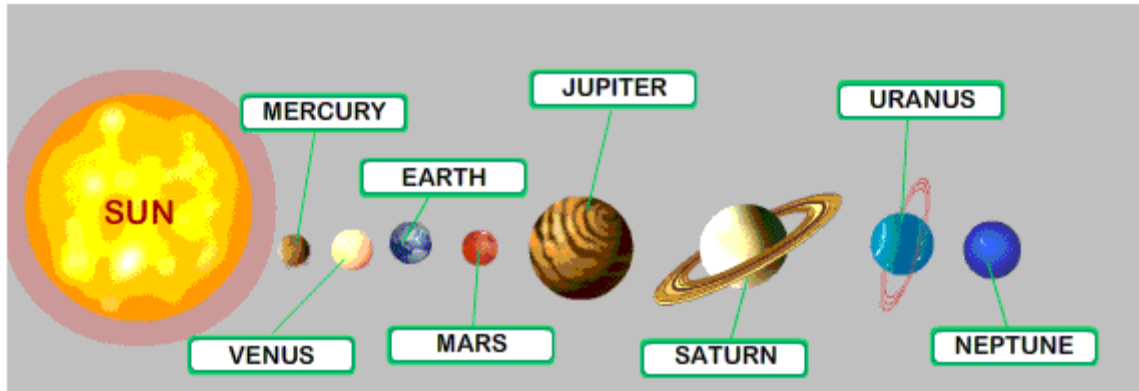 SUN
MERCURY
VENUS
EARTH
MARS
JUPITER
SATURN
URANUS
NEPTUNE